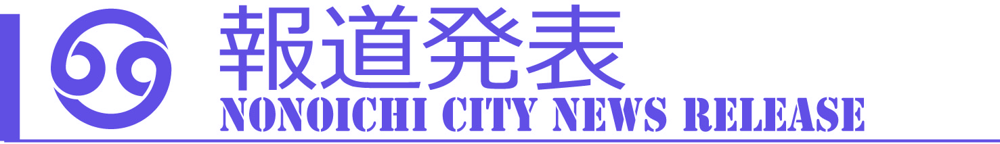 報道発表
NONOICHI CITY NEWS RELEASE